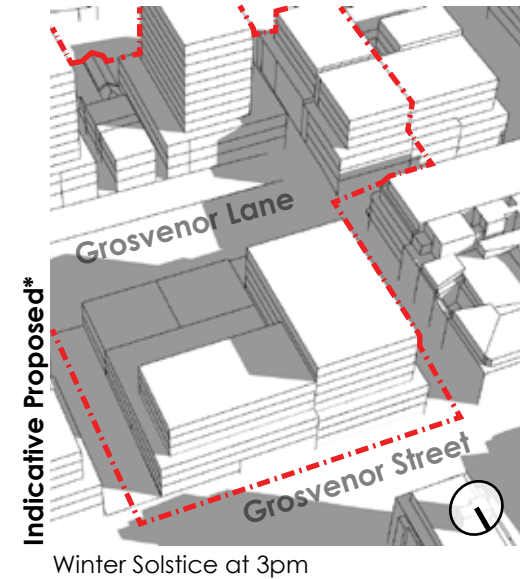 Indicative Proposed*
Grosvenor Lane
Grosvenor Street
Winter Solstice at 3pm